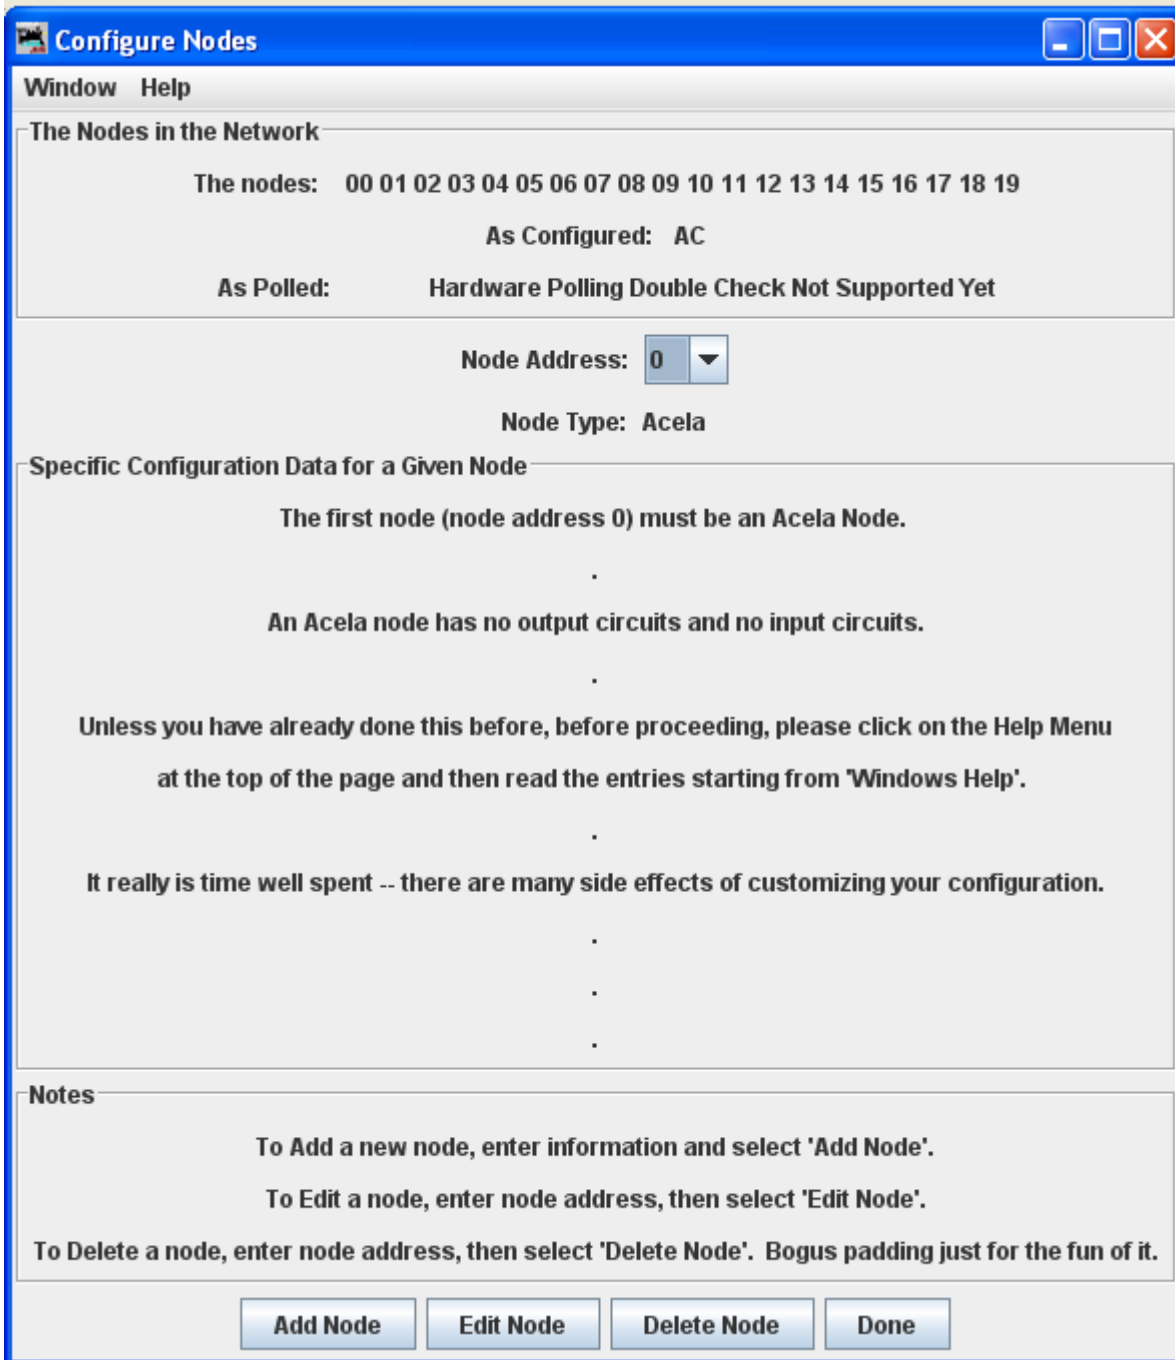 Configure Nodes
Window Help
The Nodes in the Network
The nodes: 00 01 02 03 04 05 06 07 08 09 10 11 12 13 14 15 16 17 18 19
As Configured: AC
As Polled: Hardware Polling Double Check Not Supported Yet
Node Address: 0
Node Type: Acela
Specific Configuration Data for a Given Node
The first node (node address 0) must be an Acela Node.
.
An Acela node has no output circuits and no input circuits.
.
Unless you have already done this before, before proceeding, please click on the Help Menu
at the top of the page and then read the entries starting from 'Windows Help'.
.
It really is time well spent -- there are many side effects of customizing your configuration.
.
.
.
Notes
To Add a new node, enter information and select 'Add Node'.
To Edit a node, enter node address, then select 'Edit Node'.
To Delete a node, enter node address, then select 'Delete Node'. Bogus padding just for the fun of it.
Add Node Edit Node Delete Node Done